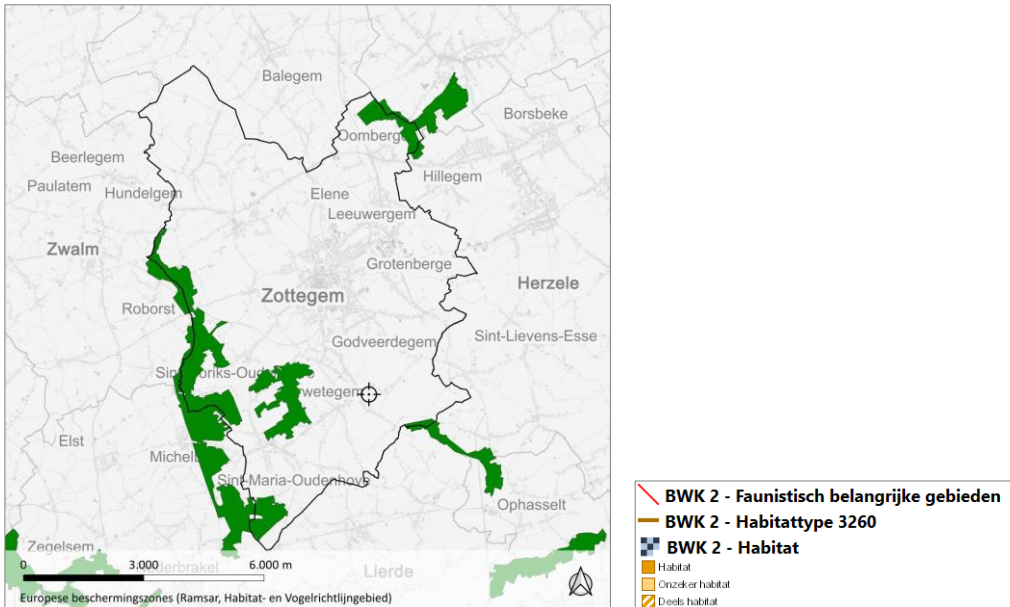 Balegem
Borsbeke
Beerlegem
Hillegem
Paulatem
Hundelgem
Elene
Leeuwergem
Zwalm
Grotenberge
Herzele
Zottegem
Roborst
Sint-Lievens-Esse
Godveerdegem
Elst
Sint-Maria-Oudenhove
Ophasselt
Zegelsem
Lierde
0 3.000 6.000 m
Europese beschermingszones (Ramsar, Habitat- en Vogelrichtlijngebied)
BWK 2 - Faunistisch belangrijke gebieden
BWK 2 - Habitattype 3260
BWK 2 - Habitat
Habitat
Onzeker habitat
Deels habitat